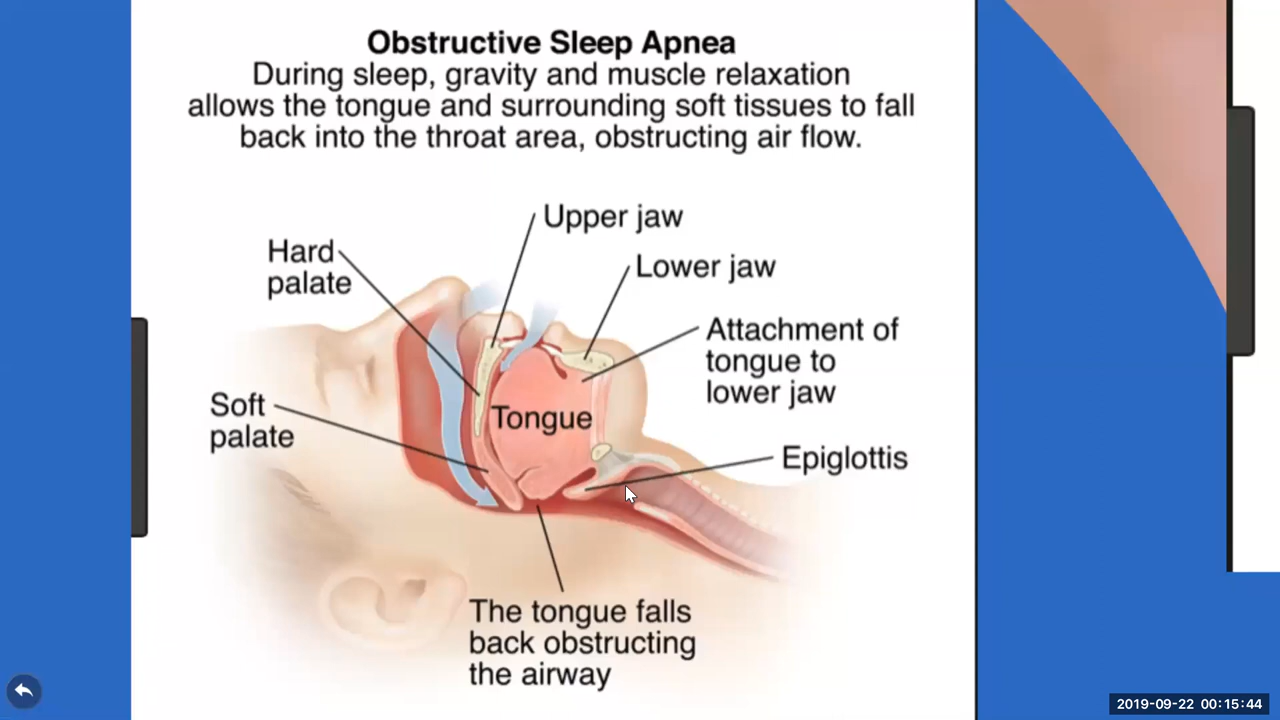 Obstructive Sleep Apnea
During sleep, gravity and muscle relaxation
allows the tongue and surrounding soft tissues to fall
back into the throat area, obstructing air flow.
Upper jaw
Hard
palate
Lower jaw
Attachment of
tongue to
lower jaw
Soft
palate
Tongue
Epiglottis
The tongue falls
back obstructing
the airway
2019-09-22 00:15:44